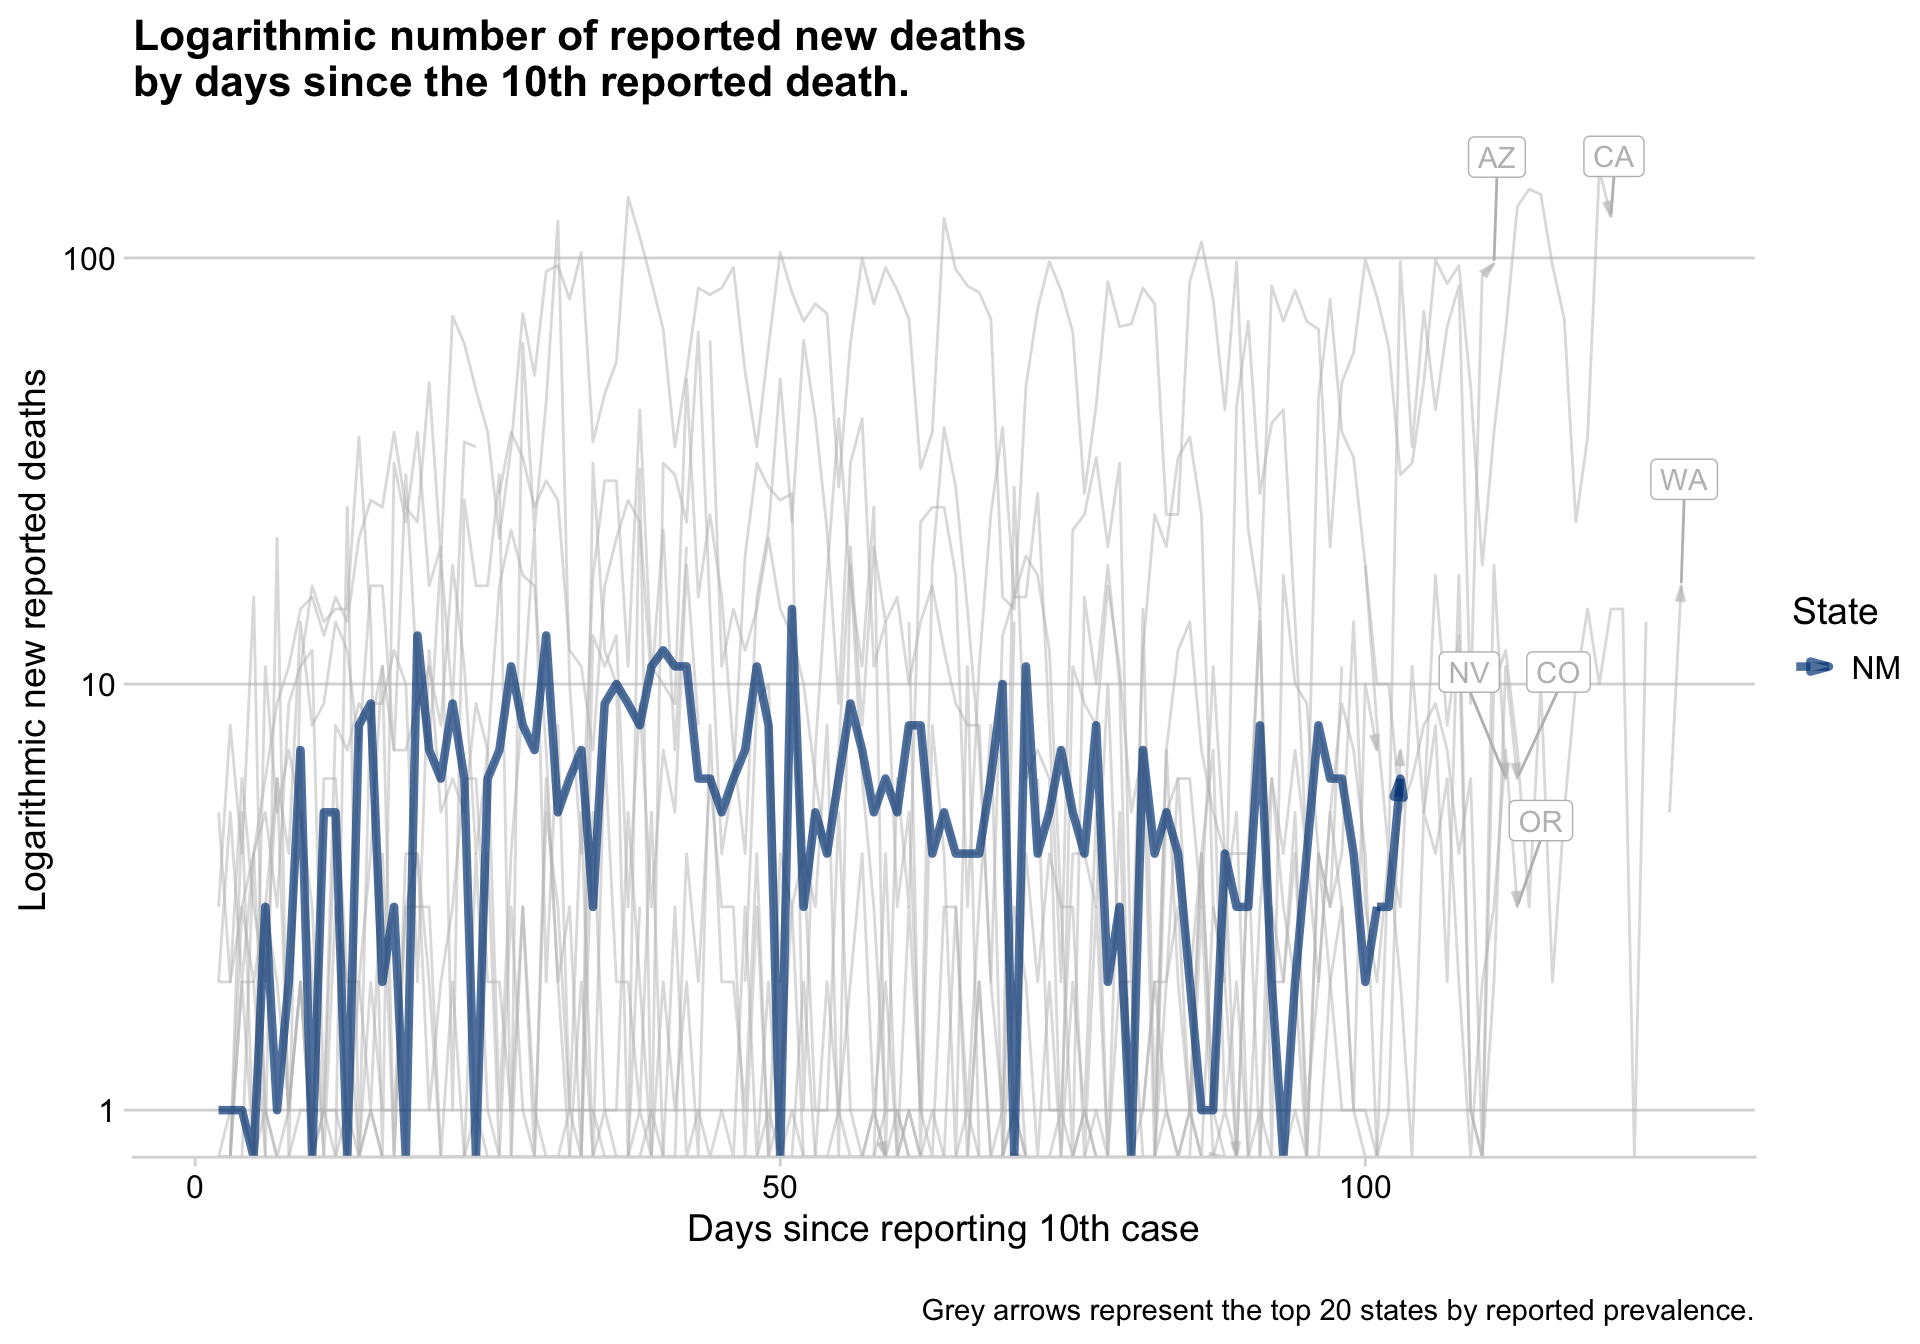 Logarithmic number of reported new deaths
by days since the 10th reported death.
AZ
CA
100
WA
Logarithmic new reported deaths
State
NM
NV
CO
10
OR
1
0
50
100
Days since reporting 10th case
Grey arrows represent the top 20 states by reported prevalence.